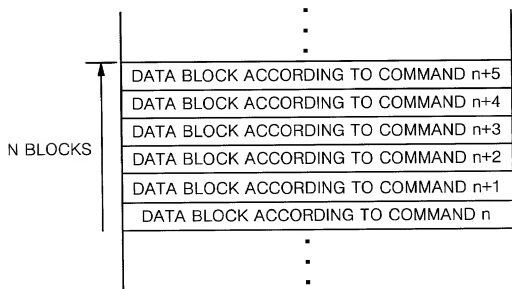 DATA BLOCK ACCORDING TO COMMAND n+5
DATA BLOCK ACCORDING TO COMMAND n+4
DATA BLOCK ACCORDING TO COMMAND n+3
N BLOCKS
DATA BLOCK ACCORDING TO COMMAND n+2
DATA BLOCK ACCORDING TO COMMAND n+1
DATA BLOCK ACCORDING TO COMMAND n